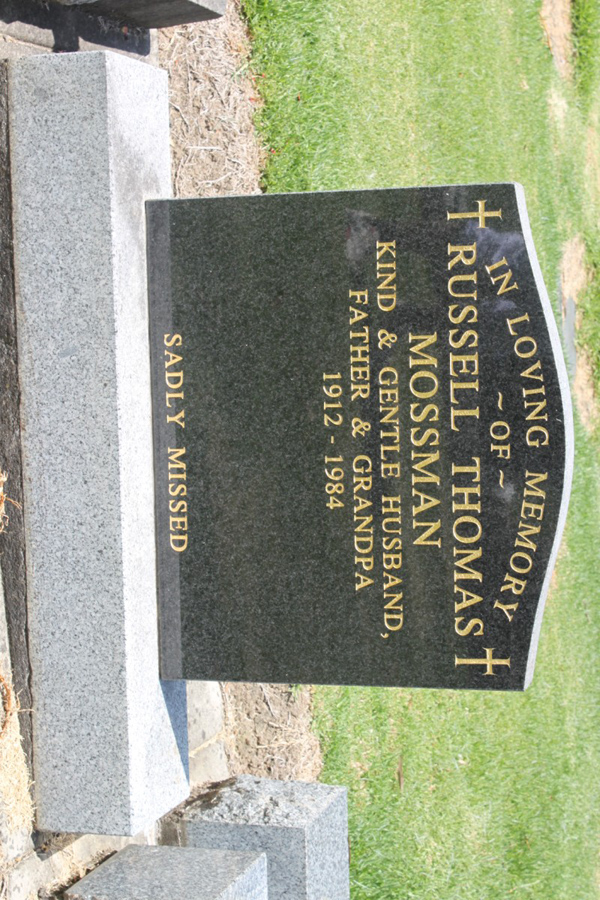 IN LOVING MEMORY
~ OF ~
RUSSELL THOMAS
MOSSMAN
KIND & GENTLE HUSBAND,
FATHER & GRANDPA
1912 - 1984
SADLY MISSED